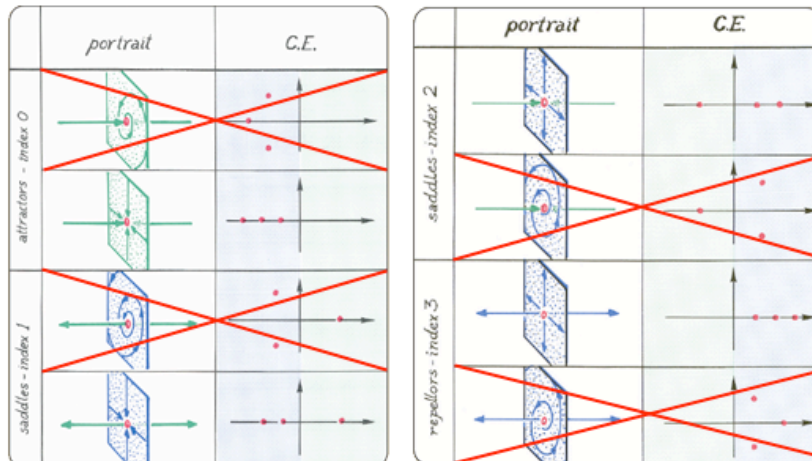 portrait C.E.
attractors - index 0
saddles - index 1
portrait C.E.
saddles - index 2
repellors - index 3